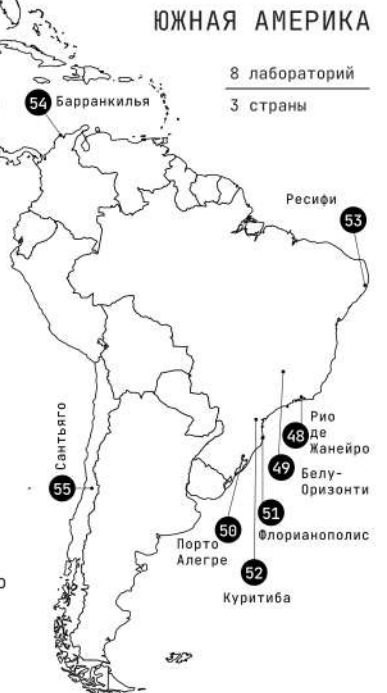 ЮЖНАЯ АМЕРИКА
8 лабораторий
3 страны
54 Барранкилья
Ресифи
53
Сантьяго
55
48
Рио
де
Жанейро
49
Белу-
Оризонти
51
Флорианополис
50
Порто
Алегре
52
Куритиба
о